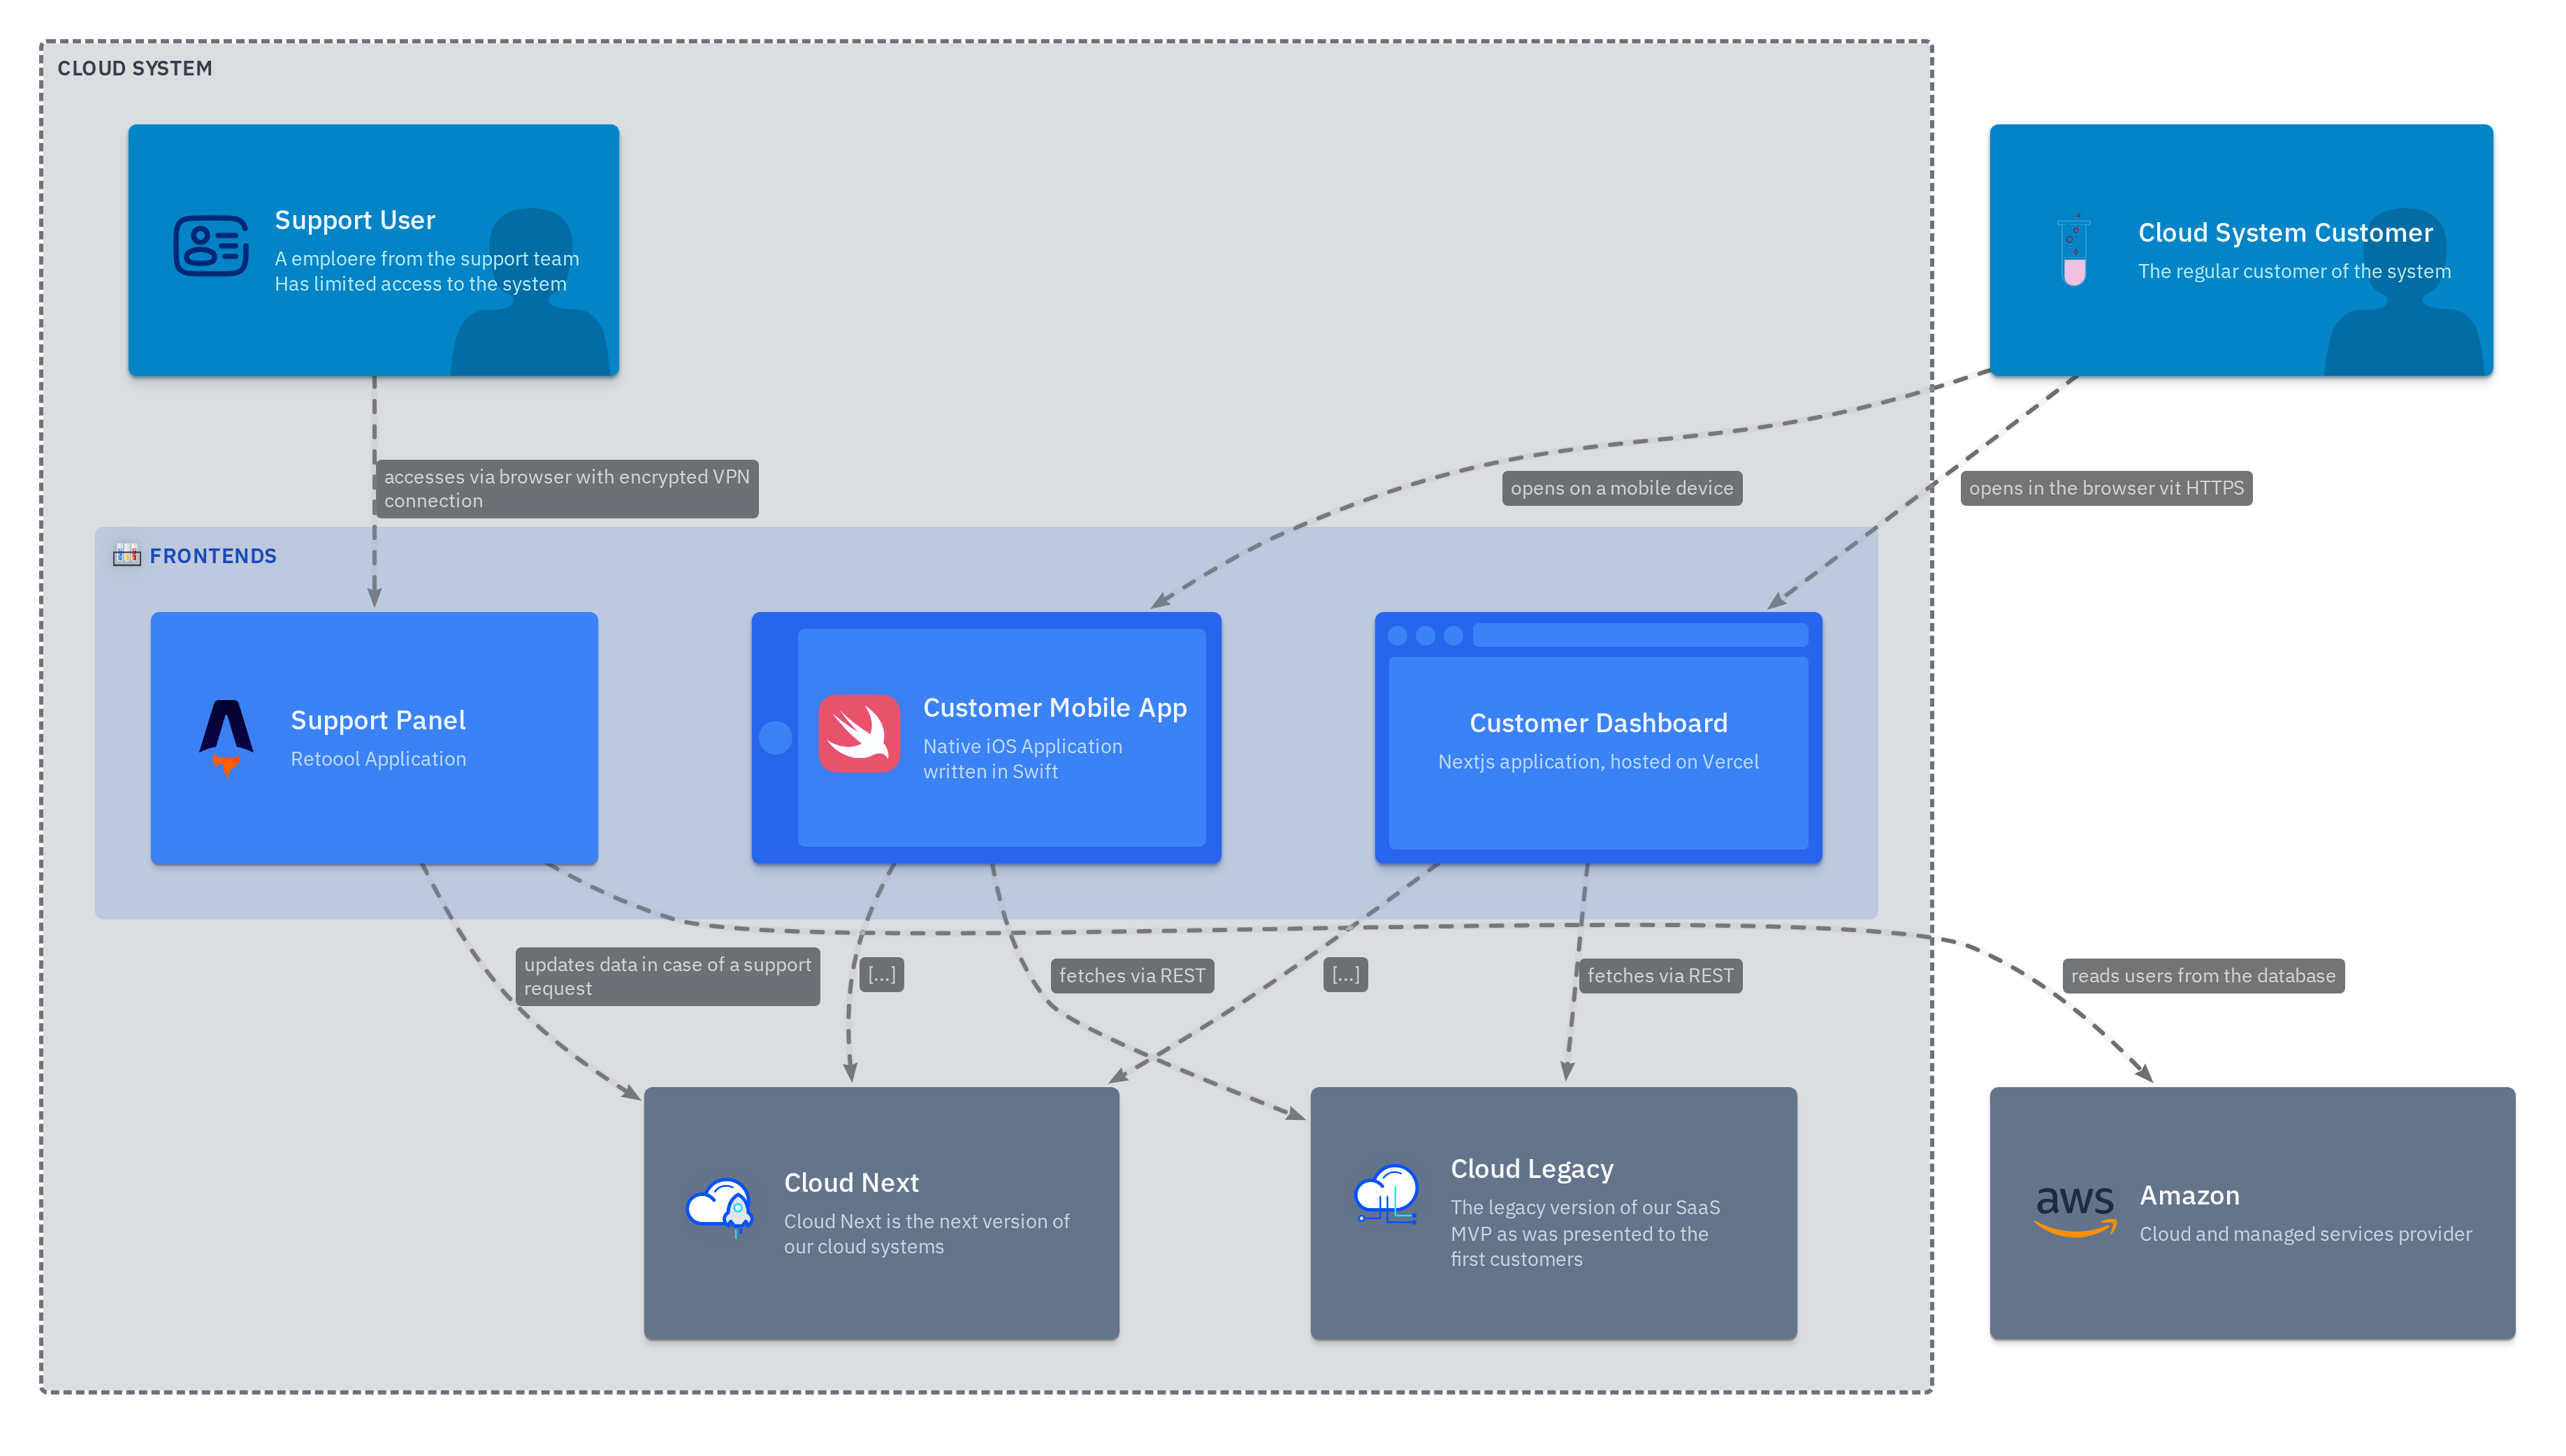 CLOUD SYSTEM
Support User
A emploere from the support team
Has limited access to the system
Cloud System Customer
The regular customer of the system
accesses via browser with encrypted VPN
connection
opens on a mobile device
opens in the browser vit HTTPS
FRONTENDS
Support Panel
Retoool Application
Customer Mobile App
Native iOS Application
written in Swift
Customer Dashboard
Nextjs application, hosted on Vercel
updates data in case of a support
request
[...]
fetches via REST
[...]
fetches via REST
reads users from the database
Cloud Next
Cloud Next is the next version of
our cloud systems
Cloud Legacy
The legacy version of our SaaS
MVP as was presented to the
first customers
aws
Amazon
Cloud and managed services provider